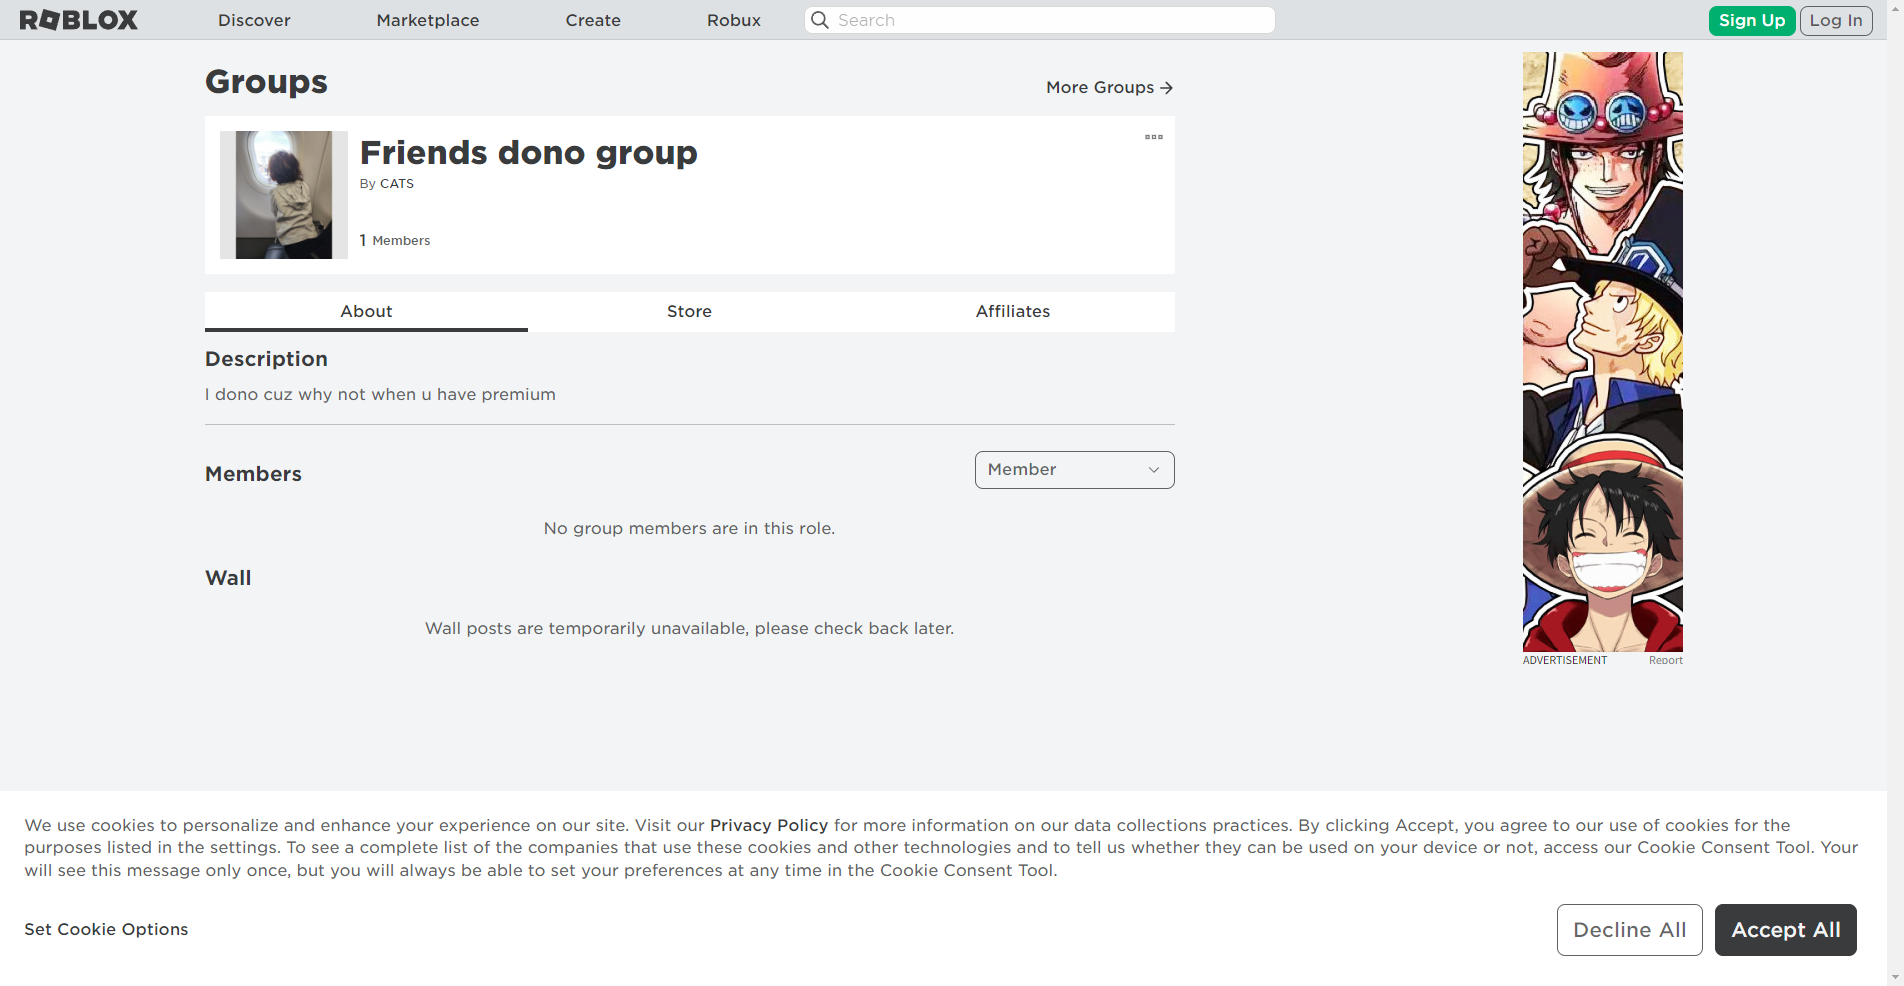 ROBLOX
Discover
Marketplace
Create
Robux
Search
Sign Up
Log In
Groups
More Groups
Friends dono group
By CATS
1 Members
About
Store
Affiliates
Description
I dono cuz why not when u have premium
Members
Member
No group members are in this role.
Wall
Wall posts are temporarily unavailable, please check back later.
ADVERTISEMENT
Report
We use cookies to personalize and enhance your experience on our site. Visit our Privacy Policy for more information on our data collections practices. By clicking Accept, you agree to our use of cookies for the
purposes listed in the settings. To see a complete list of the companies that use these cookies and other technologies and to tell us whether they can be used on your device or not, access our Cookie Consent Tool. Your
will see this message only once, but you will always be able to set your preferences at any time in the Cookie Consent Tool.
Set Cookie Options
Decline All
Accept All